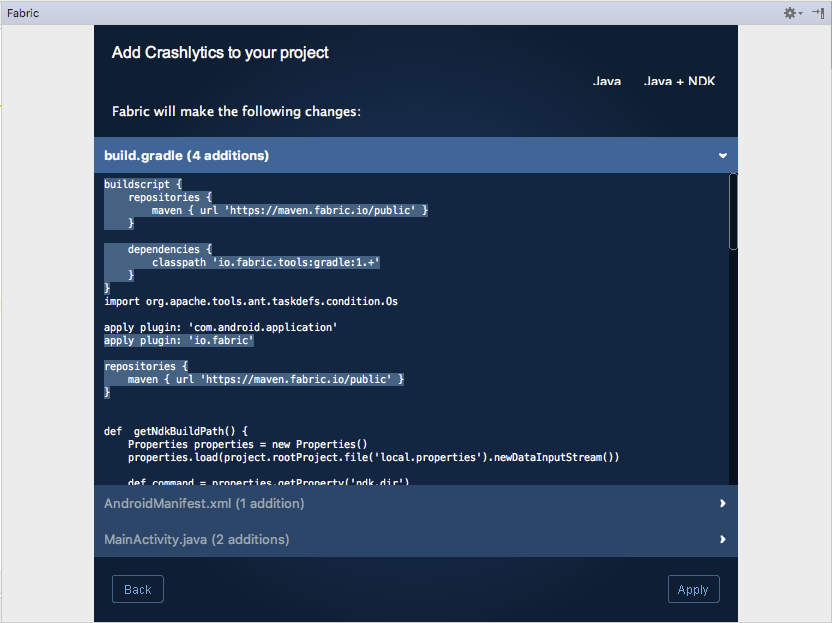 Fabric
Add Crashlytics to your project
Java    Java + NDK
Fabric will make the following changes:
build.gradle (4 additions)
buildscript {
    repositories {
        maven { url 'https://maven.fabric.io/public' }
    }
    dependencies {
        classpath 'io.fabric.tools:gradle:1.+'
    }
}
import org.apache.tools.ant.taskdefs.condition.Os
apply plugin: 'com.android.application'
apply plugin: 'io.fabric'
repositories {
    maven { url 'https://maven.fabric.io/public' }
}
def  getNdkBuildPath() {
    Properties properties = new Properties()
    properties.load(project.rootProject.file('local.properties').newDataInputStream())
    def command = properties.getProperty('ndk.dir')
AndroidManifest.xml (1 addition)
MainActivity.java (2 additions)
Back    Apply